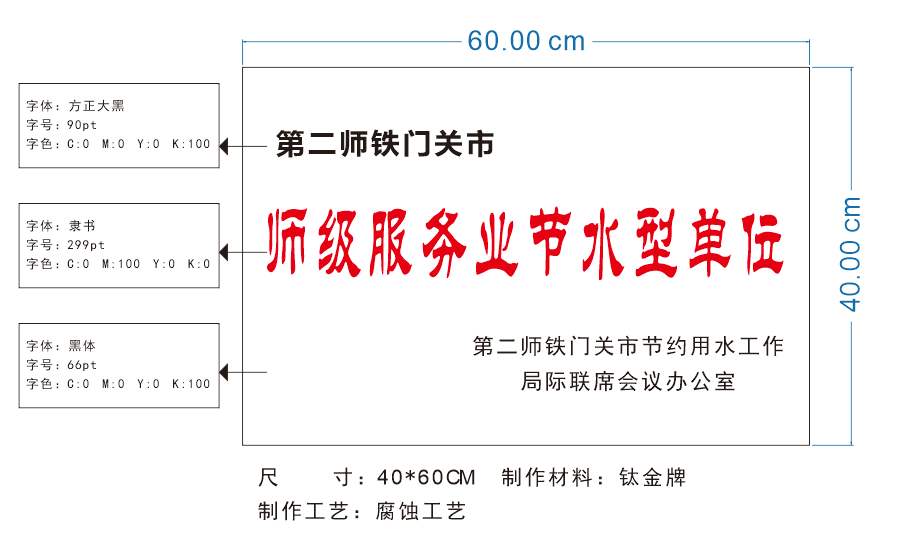 60.00 cm
字体：方正大黑
字号：90pt
字色：C:0 M:0 Y:0 K:100
第二师铁门关市
字体：隶书
字号：299pt
字色：C:0 M:100 Y:0 K:0
师级服务业节水型单位
40.00 cm
字体：黑体
字号：66pt
字色：C:0 M:0 Y:0 K:100
第二师铁门关市节约用水工作
局际联席会议办公室
尺 寸：40*60CM 制作材料：钛金牌
制作工艺：腐蚀工艺